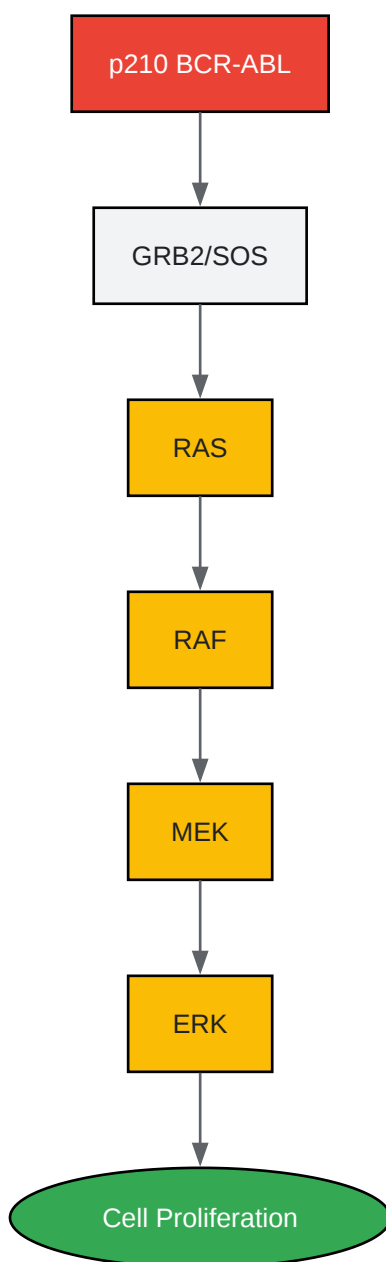 p210 BCR-ABL
GRB2/SOS
RAS
RAF
MEK
ERK
Cell Proliferation